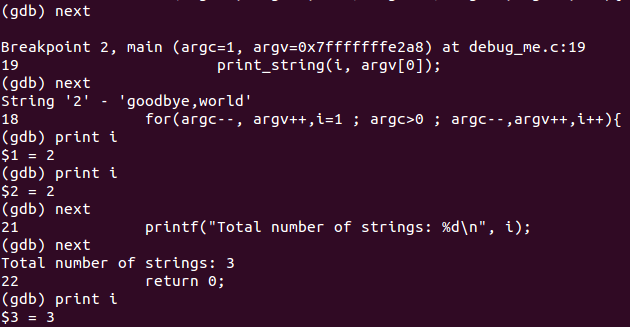 (gdb) next
Breakpoint 2, main (argc=1, argv=0x7fffffffe2a8) at debug_me.c:19
19 print_string(i, argv[0]);
(gdb) next
String '2' - 'goodbye,world'
18 for(argc--, argv++,i=1 ; argc>0 ; argc--,argv++,i++){
(gdb) print i
$1 = 2
(gdb) print i
$2 = 2
(gdb) next
21 printf("Total number of strings: %d\n", i);
(gdb) next
Total number of strings: 3
22 return 0;
(gdb) print i
$3 = 3